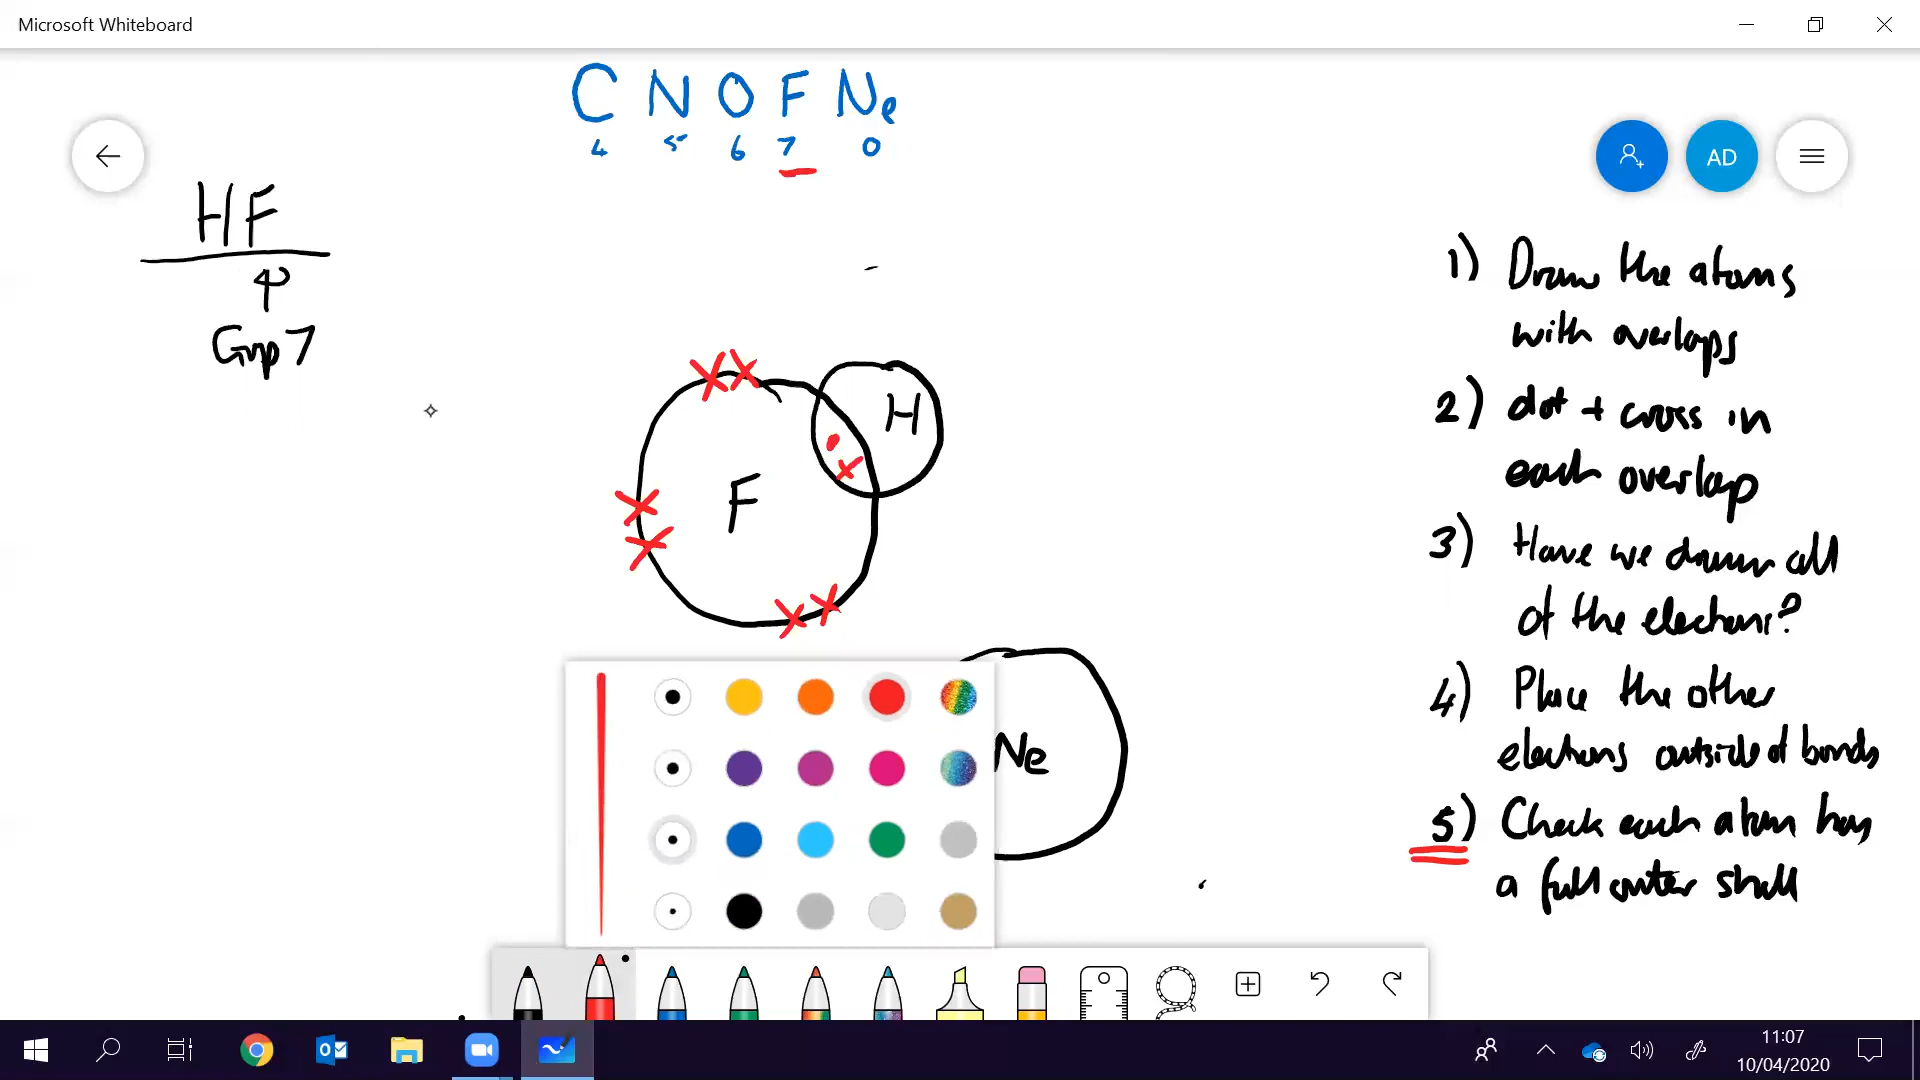 Microsoft Whiteboard
C N O F Ne
4 5 6 7 0
AD
HF
Grp 7
H
F
Ne
1) Draw the atoms
with overlaps
2) dot + cross in
each overlap
3) Have we drawn all
of the electrons?
4) Place the other
electrons outside of bonds
5) Check each atom has
a full outer shell
11:07
10/04/2020